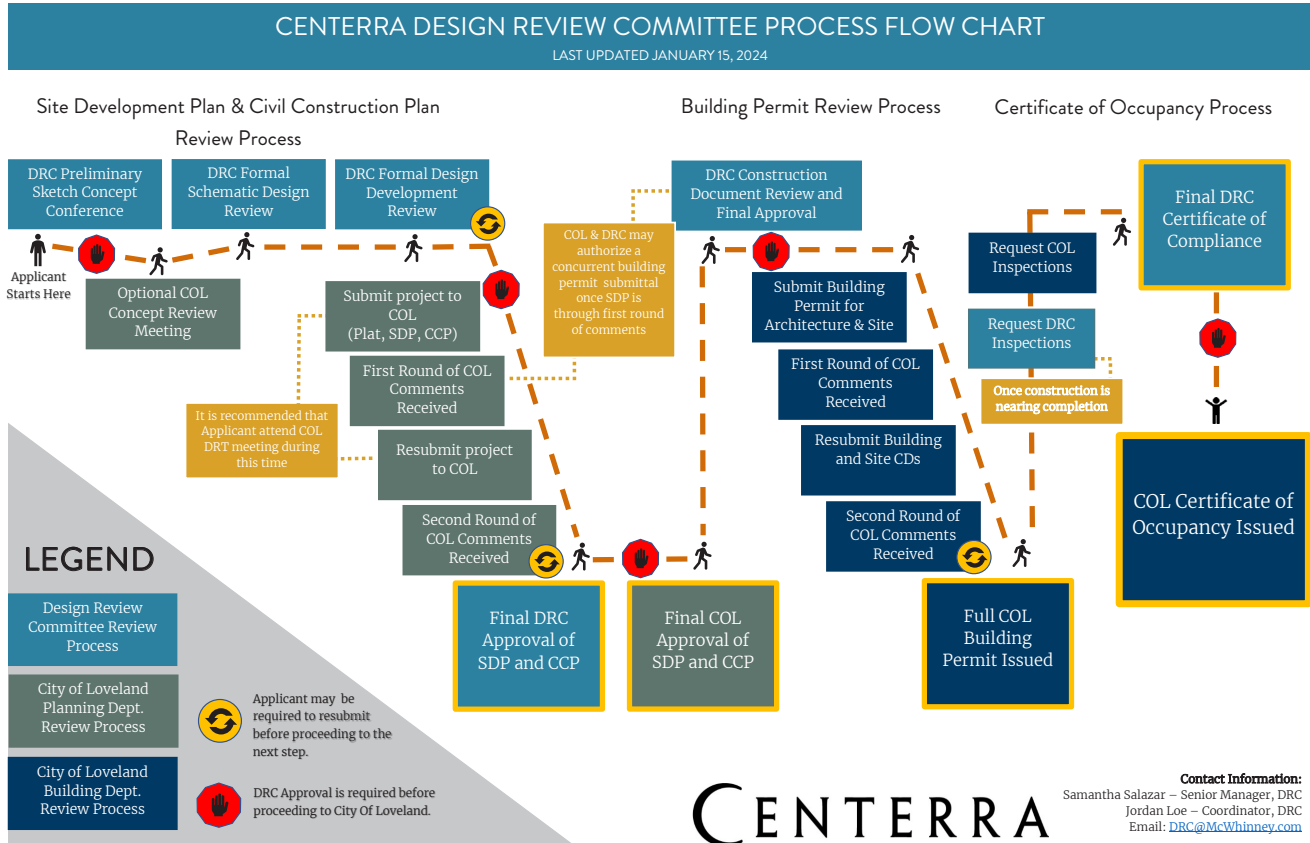 CENTERRA DESIGN REVIEW COMMITTEE PROCESS FLOW CHART
LAST UPDATED JANUARY 15, 2024
Site Development Plan & Civil Construction Plan
Review Process
Building Permit Review Process
Certificate of Occupancy Process
DRC Preliminary
Sketch Concept
Conference
DRC Formal
Schematic Design
Review
DRC Formal Design
Development
Review
Applicant
Starts Here
Optional COL
Concept Review
Meeting
Submit project to
COL
(Plat, SDP, CCP)
First Round of COL
Comments
Received
It is recommended that
Applicant attend COL
DRT meeting during
this time
Resubmit project
to COL
Second Round of
COL Comments
Received
Final DRC
Approval of
SDP and CCP
Final COL
Approval of
SDP and CCP
COL & DRC may
authorize a
concurrent building
permit submittal
once SDP is
through first round
of comments
DRC Construction
Document Review and
Final Approval
Submit Building
Permit for
Architecture & Site
First Round of COL
Comments
Received
Resubmit Building
and Site CDs
Second Round of
COL Comments
Received
Full COL
Building
Permit Issued
Request COL
Inspections
Request DRC
Inspections
Once construction is
nearing completion
Final DRC
Certificate of
Compliance
COL Certificate of
Occupancy Issued
LEGEND
Design Review
Committee Review
Process
City of Loveland
Planning Dept.
Review Process
City of Loveland
Building Dept.
Review Process
Applicant may be
required to resubmit
before proceeding to the
next step.
DRC Approval is required before
proceeding to City Of Loveland.
CENTERRA
Contact Information:
Samantha Salazar – Senior Manager, DRC
Jordan Loe – Coordinator, DRC
Email: DRC@McWhinney.com